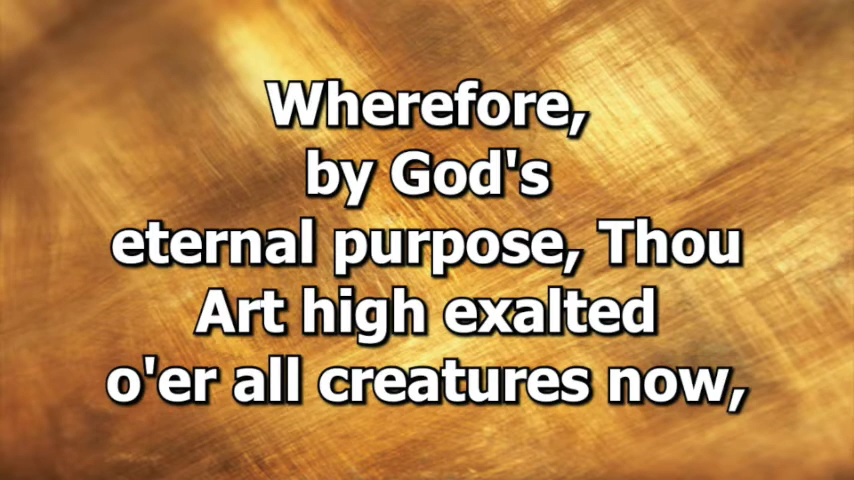 Wherefore,
by God's
eternal purpose, Thou
Art high exalted
o'er all creatures now,